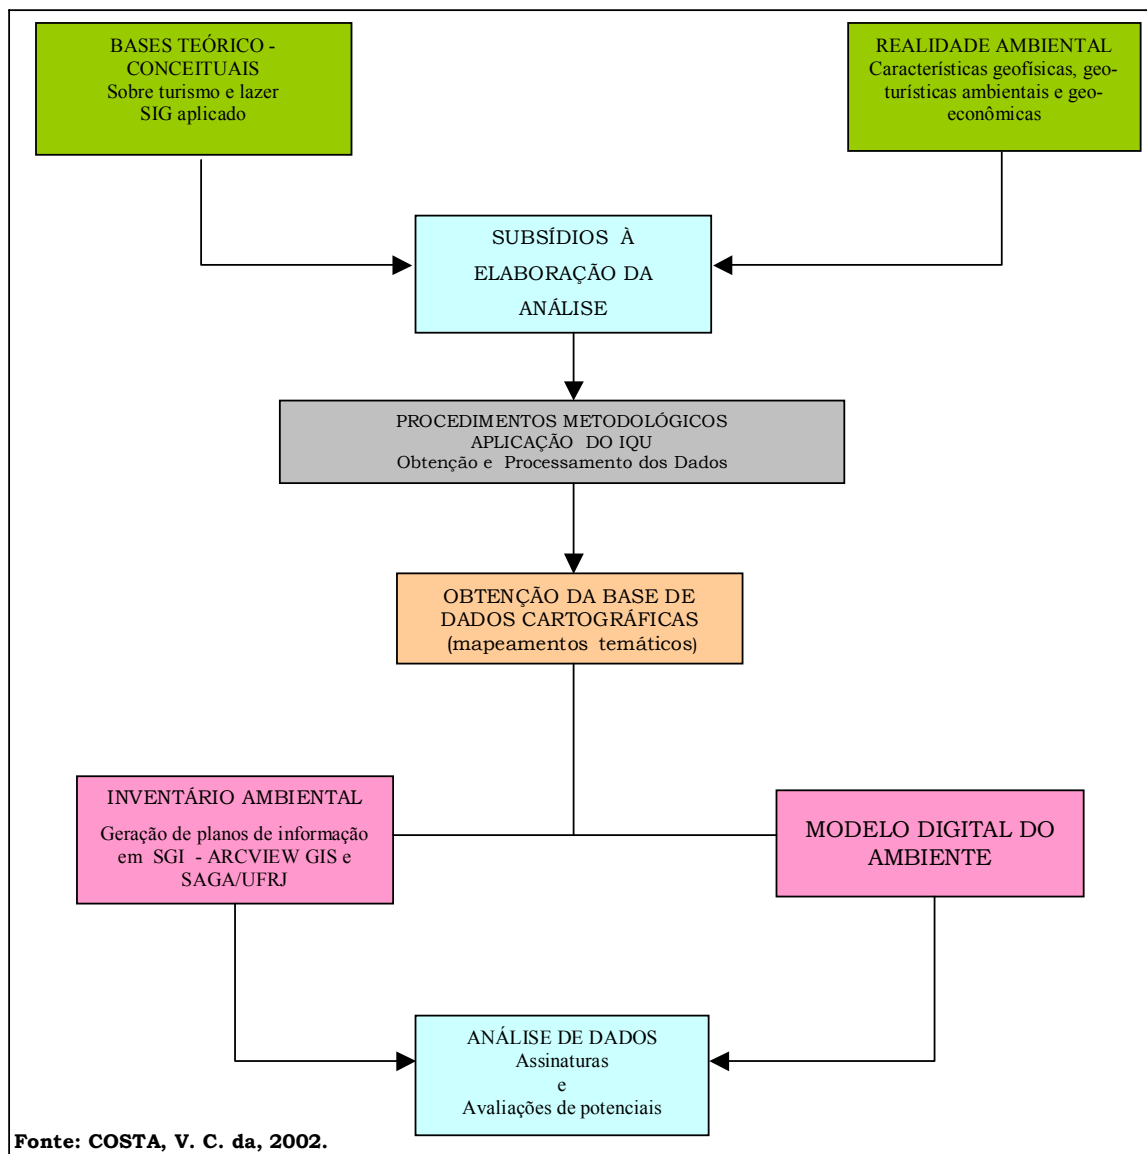 BASES TEÓRICO -
CONCEITUAIS
Sobre turismo e lazer
SIG aplicado
REALIDADE AMBIENTAL
Características geofísicas, geo-
turísticas ambientais e geo-
econômicas
SUBSÍDIOS À
ELABORAÇÃO DA
ANÁLISE
PROCEDIMENTOS METODOLÓGICOS
APLICAÇÃO DO IQU
Obtenção e Processamento dos Dados
OBTENÇÃO DA BASE DE
DADOS CARTOGRÁFICAS
(mapeamentos temáticos)
INVENTÁRIO AMBIENTAL
Geração de planos de informação
em SGI - ARCVIEW GIS e
SAGA/UFRJ
MODELO DIGITAL DO
AMBIENTE
ANÁLISE DE DADOS
Assinaturas
e
Avaliações de potenciais
Fonte: COSTA, V. C. da, 2002.